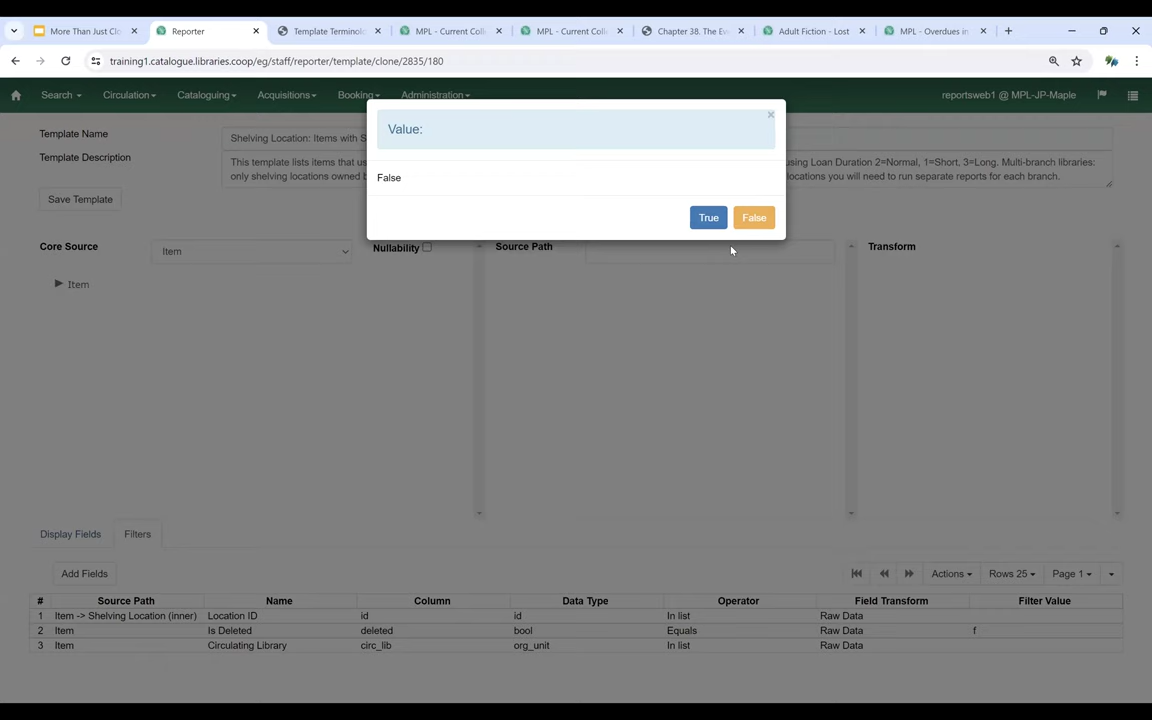 More Than Just Clo
Reporter
Template Terminolo
MPL - Current Colle
MPL - Current Colle
Chapter 38. The Ev
Adult Fiction - Lost
MPL - Overdues in
training1.catalogue.libraries.coop/eg/staff/reporter/template/clone/2835/180
Search Circulation Cataloguing Acquisitions Booking Administration reportsweb1 @ MPL-JP-Maple
Value:
False
True False
Template Name Shelving Location: Items with S
Template Description This template lists items that us using Loan Duration 2=Normal, 1=Short, 3=Long. Multi-branch libraries:
only shelving locations owned b locations you will need to run separate reports for each branch.
Save Template
Core Source Item Nullability Source Path Transform
Item
Display Fields Filters
Add Fields Actions Rows 25 Page 1
# Source Path Name Column Data Type Operator Field Transform Filter Value
1 Item -> Shelving Location (inner) Location ID id id In list Raw Data
2 Item Is Deleted deleted bool Equals Raw Data f
3 Item Circulating Library circ_lib org_unit In list Raw Data